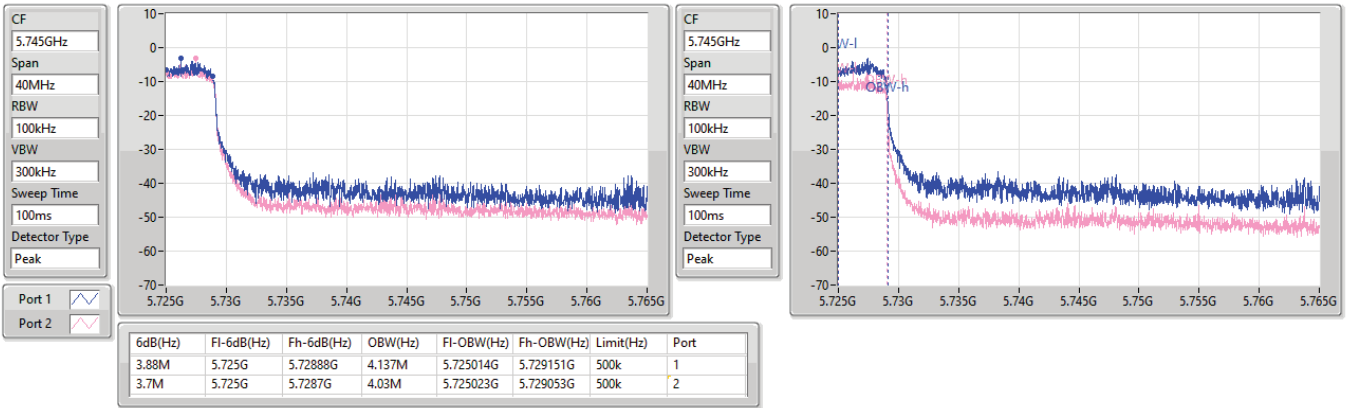 CF
5.745GHz
Span
40MHz
RBW
100kHz
VBW
300kHz
Sweep Time
100ms
Detector Type
Peak
Port 1
Port 2
10
0
-10
-20
-30
-40
-50
-60
-70
5.725G 5.73G 5.735G 5.74G 5.745G 5.75G 5.755G 5.76G 5.765G
CF
5.745GHz
Span
40MHz
RBW
100kHz
VBW
300kHz
Sweep Time
100ms
Detector Type
Peak
10
0
-10
-20
-30
-40
-50
-60
-70
W-l
OBW-h
5.725G 5.73G 5.735G 5.74G 5.745G 5.75G 5.755G 5.76G 5.765G
6dB(Hz) Fl-6dB(Hz) Fh-6dB(Hz) OBW(Hz) Fl-OBW(Hz) Fh-OBW(Hz) Limit(Hz) Port
3.88M 5.725G 5.72888G 4.137M 5.725014G 5.729151G 500k 1
3.7M 5.725G 5.7287G 4.03M 5.725023G 5.729053G 500k 2